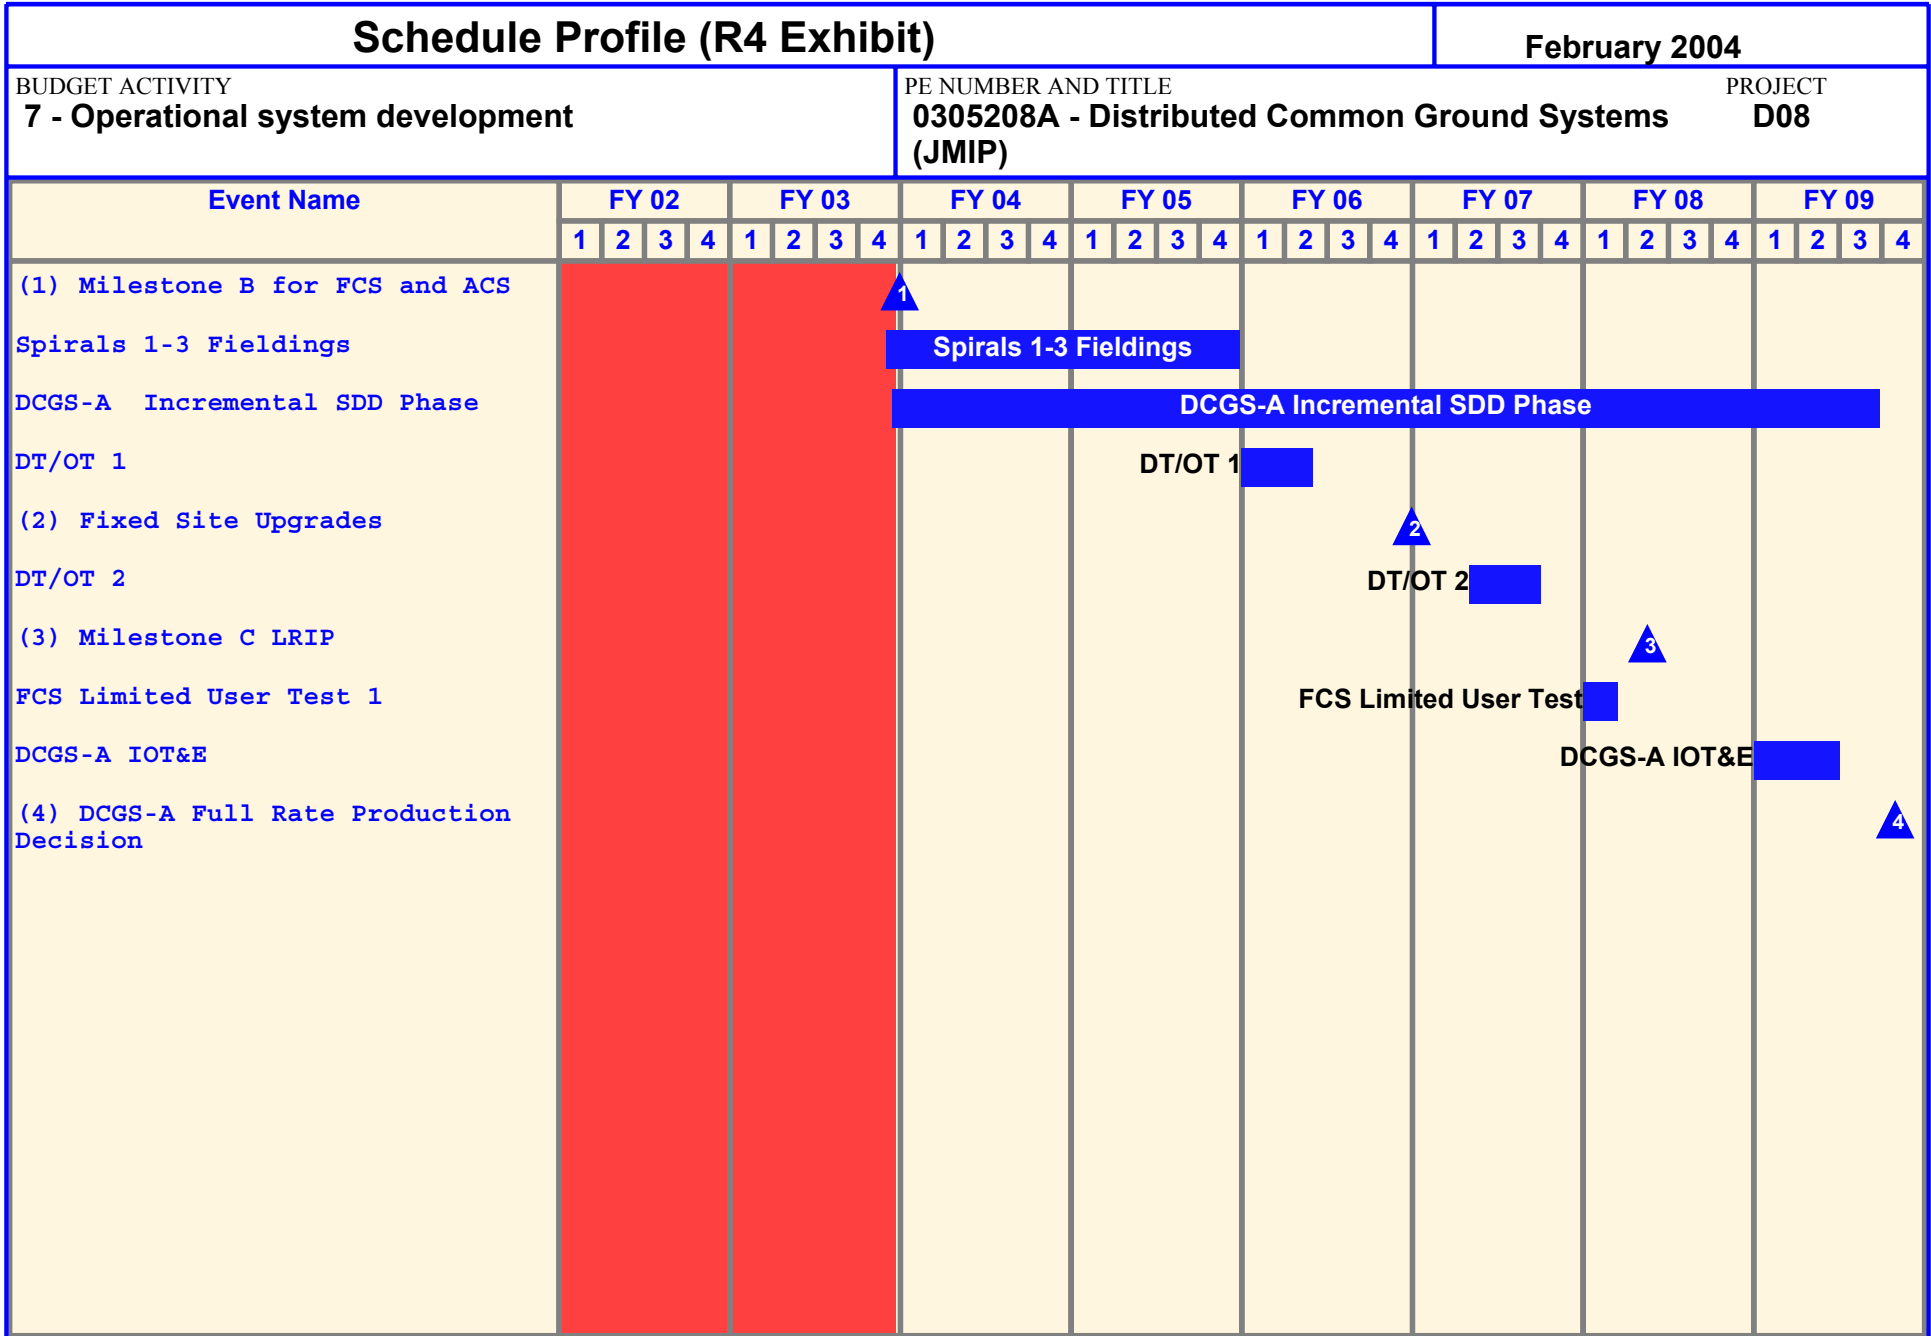 Schedule Profile (R4 Exhibit)
February 2004
BUDGET ACTIVITY
7 - Operational system development
PE NUMBER AND TITLE
PROJECT
0305208A - Distributed Common Ground Systems
(JMIP)
D08
Event Name
FY 02 FY 03 FY 04 FY 05 FY 06 FY 07 FY 08 FY 09
1 2 3 4 1 2 3 4 1 2 3 4 1 2 3 4 1 2 3 4 1 2 3 4 1 2 3 4 1 2 3 4
(1) Milestone B for FCS and ACS
1
Spirals 1-3 Fieldings
Spirals 1-3 Fieldings
DCGS-A  Incremental SDD Phase
DCGS-A Incremental SDD Phase
DT/OT 1
DT/OT 1
(2) Fixed Site Upgrades
2
DT/OT 2
DT/OT 2
(3) Milestone C LRIP
3
FCS Limited User Test 1
FCS Limited User Test
DCGS-A IOT&E
DCGS-A IOT&E
(4) DCGS-A Full Rate Production
Decision
4